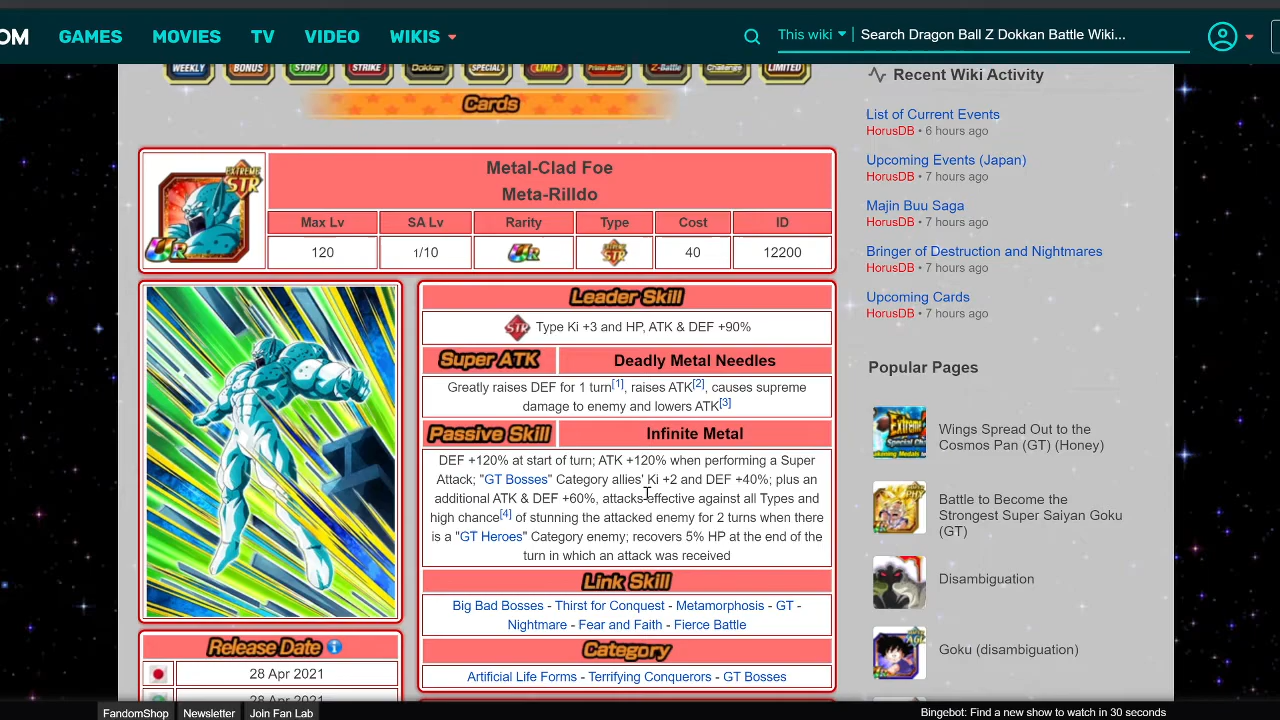 OM GAMES MOVIES TV VIDEO WIKIS This wiki Search Dragon Ball Z Dokkan Battle Wiki...
WEEKLY BONUS STORY STRIKE Dokkan SPECIAL LIMIT Prime Battle Z-Battle Challenge LIMITED
Cards
Metal-Clad Foe
Meta-Rilldo
EXTREME
STR
UR
Max Lv SA Lv Rarity Type Cost ID
120 1/10 UR 40 12200
Leader Skill
STR Type Ki +3 and HP, ATK & DEF +90%
Super ATK Deadly Metal Needles
Greatly raises DEF for 1 turn[1], raises ATK[2], causes supreme
damage to enemy and lowers ATK[3]
Passive Skill Infinite Metal
DEF +120% at start of turn; ATK +120% when performing a Super
Attack; "GT Bosses" Category allies' Ki +2 and DEF +40%; plus an
additional ATK & DEF +60%, attacks effective against all Types and
high chance[4] of stunning the attacked enemy for 2 turns when there
is a "GT Heroes" Category enemy; recovers 5% HP at the end of the
turn in which an attack was received
Link Skill
Big Bad Bosses - Thirst for Conquest - Metamorphosis - GT -
Nightmare - Fear and Faith - Fierce Battle
Category
Artificial Life Forms - Terrifying Conquerors - GT Bosses
Release Date
28 Apr 2021
28 Apr 2021
Recent Wiki Activity
List of Current Events
HorusDB • 6 hours ago
Upcoming Events (Japan)
HorusDB • 7 hours ago
Majin Buu Saga
HorusDB • 7 hours ago
Bringer of Destruction and Nightmares
HorusDB • 7 hours ago
Upcoming Cards
HorusDB • 7 hours ago
Popular Pages
Wings Spread Out to the
Cosmos Pan (GT) (Honey)
Battle to Become the
Strongest Super Saiyan Goku
(GT)
Disambiguation
Goku (disambiguation)
FandomShop Newsletter Join Fan Lab Bingebot: Find a new show to watch in 30 seconds